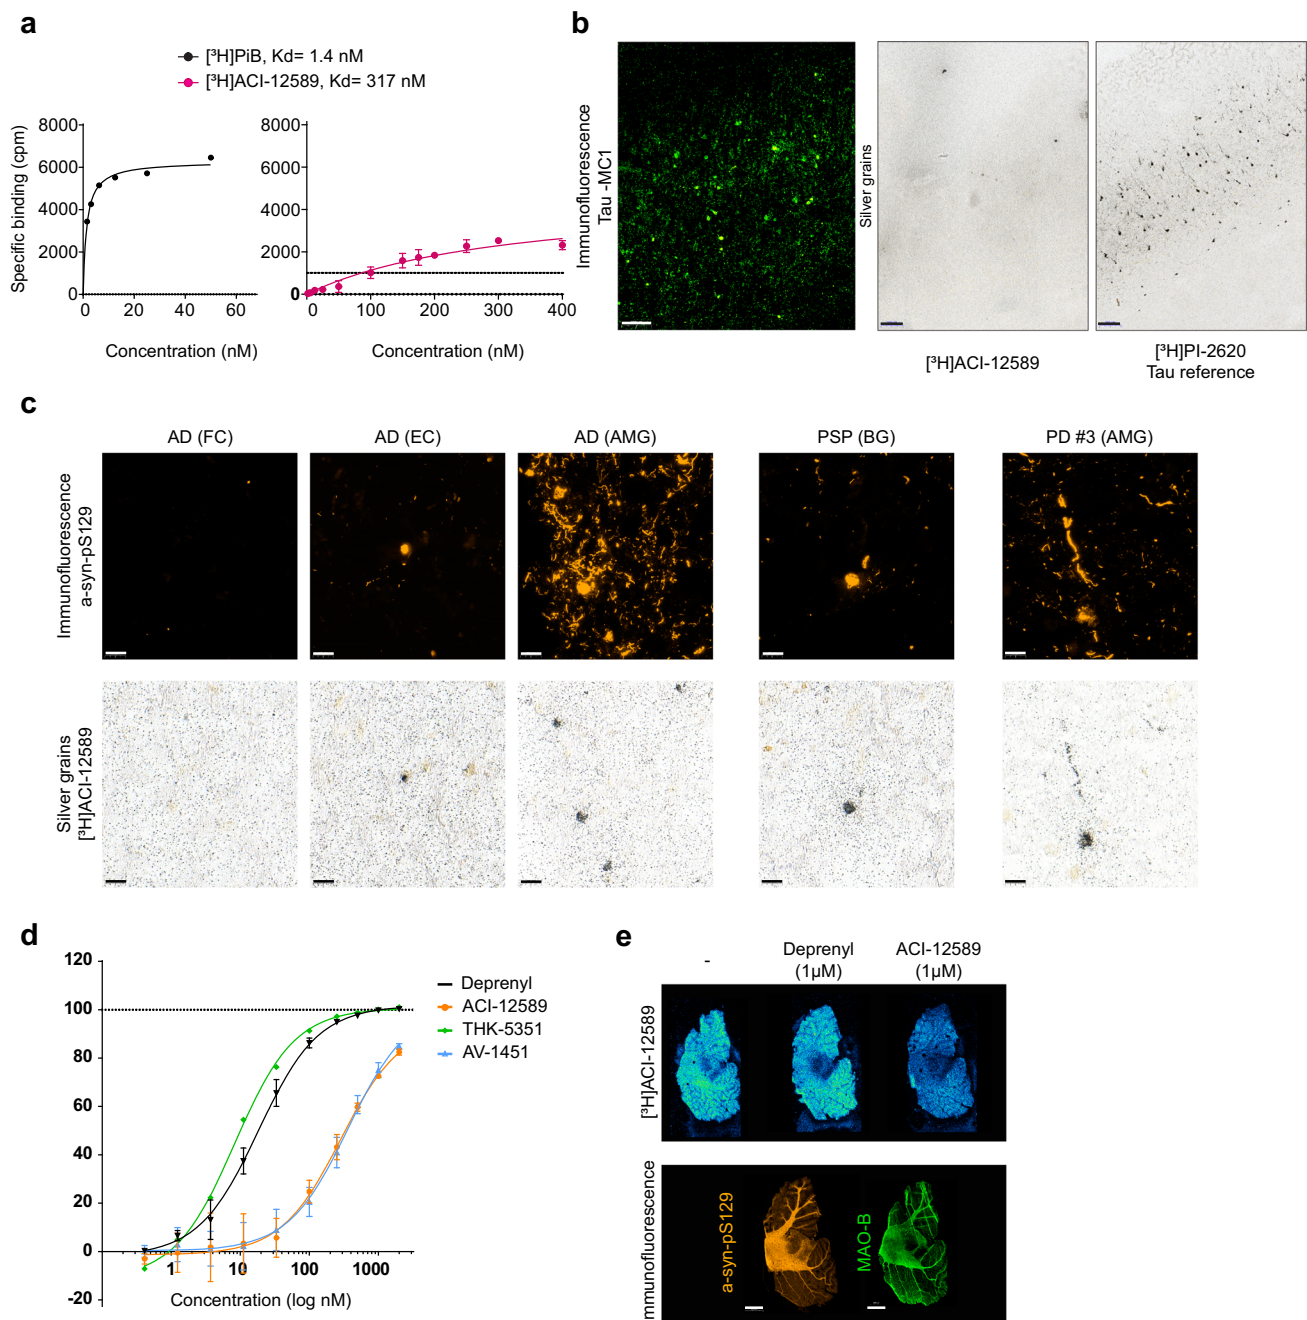 a
[³H]PiB, Kd= 1.4 nM
[³H]ACI-12589, Kd= 317 nM
Specific binding (cpm)
8000
6000
4000
2000
0
0
20
40
60
Concentration (nM)
8000
6000
4000
2000
0
0
100
200
300
400
Concentration (nM)
b
Immunofluorescence
Tau -MC1
Silver grains
[³H]ACI-12589
[³H]PI-2620
Tau reference
c
AD (FC)
AD (EC)
AD (AMG)
PSP (BG)
PD #3 (AMG)
Immunofluorescence
a-syn-pS129
Silver grains
[³H]ACI-12589
d
120
100
80
60
40
20
0
-20
1
10
100
1000
Concentration (log nM)
Deprenyl
ACI-12589
THK-5351
AV-1451
e
-
Deprenyl
(1µM)
ACI-12589
(1µM)
[³H]ACI-12589
mmunofluorescence
a-syn-pS129
MAO-B